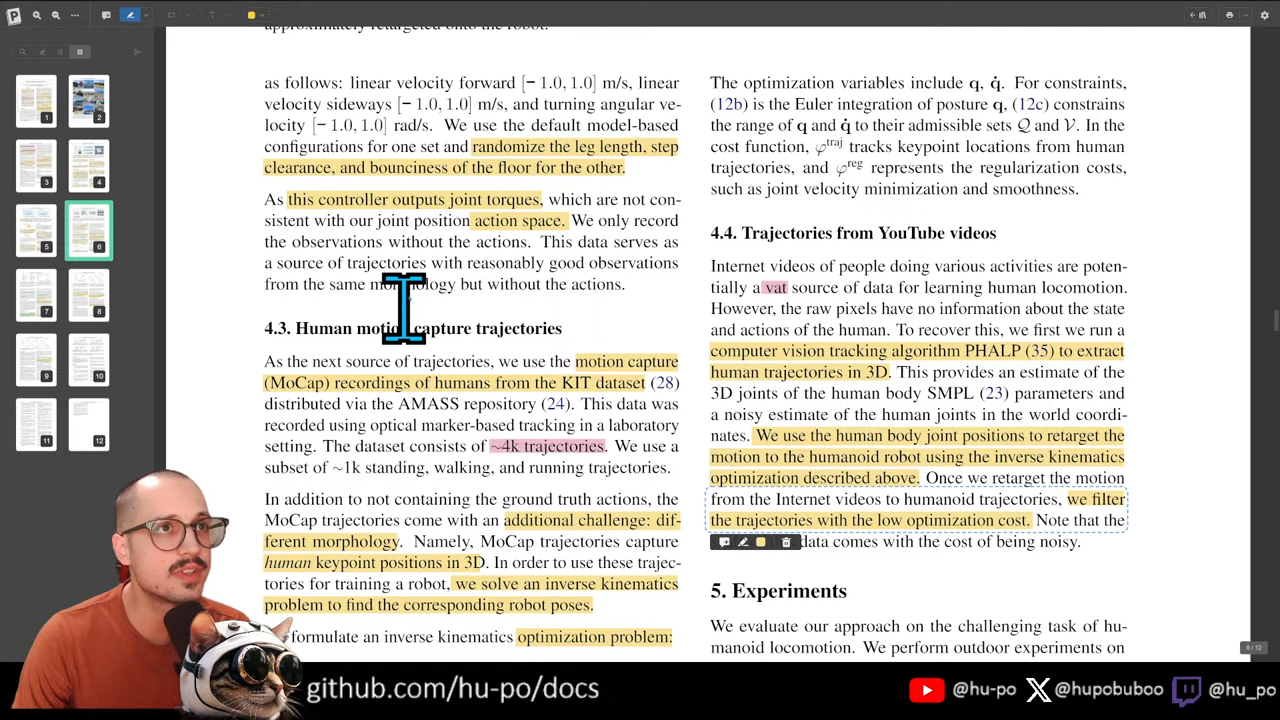 approximately retargeted onto the robot.
as follows: linear velocity forward [−1.0, 1.0] m/s, linear
velocity sideways [−1.0, 1.0] m/s, and turning angular ve-
locity [−1.0, 1.0] rad/s. We use the default model-based
configurations for one set and randomize the leg length, step
clearance, and bounciness of the floor for the other.
As this controller outputs joint torques, which are not con-
sistent with our joint position action space. We only record
the observations without the actions. This data serves as
a source of trajectories with reasonably good observations
from the same morphology but without the actions.
4.3. Human motion capture trajectories
As the next source of trajectories, we use the motion capture
(MoCap) recordings of humans from the KIT dataset (28)
distributed via the AMASS repository (24). This data was
recorded using optical marker-based tracking in a laboratory
setting. The dataset consists of ∼4k trajectories. We use a
subset of ∼1k standing, walking, and running trajectories.
In addition to not containing the ground truth actions, the
MoCap trajectories come with an additional challenge: dif-
ferent morphology. Namely, MoCap trajectories capture
human keypoint positions in 3D. In order to use these trajec-
tories for training a robot, we solve an inverse kinematics
problem to find the corresponding robot poses.
formulate an inverse kinematics optimization problem:
The optimization variables include q, q̇. For constraints,
(12b) is the Euler integration of posture q, (12c) constrains
the range of q and q̇ to their admissible sets 𝒬 and 𝒱. In the
cost function, φ^traj tracks keypoint locations from human
trajectories, and φ^reg represents the regularization costs,
such as joint velocity minimization and smoothness.
4.4. Trajectories from YouTube videos
Internet videos of people doing various activities are poten-
tially a vat source of data for learning human locomotion.
However, the raw pixels have no information about the state
and actions of the human. To recover this, we first we run a
computer vision tracking algorithm PHALP (35) to extract
human trajectories in 3D. This provides an estimate of the
3D joints of the human body SMPL (23) parameters and
a noisy estimate of the human joints in the world coordi-
nates. We use the human body joint positions to retarget the
motion to the humanoid robot using the inverse kinematics
optimization described above. Once we retarget the motion
from the Internet videos to humanoid trajectories, we filter
the trajectories with the low optimization cost. Note that the
data comes with the cost of being noisy.
5. Experiments
We evaluate our approach on the challenging task of hu-
manoid locomotion. We perform outdoor experiments on
1
2
3
4
5
6
7
8
9
10
11
12
6 / 12
github.com/hu-po/docs
@hu-po
@hupobuboo
@hu_po